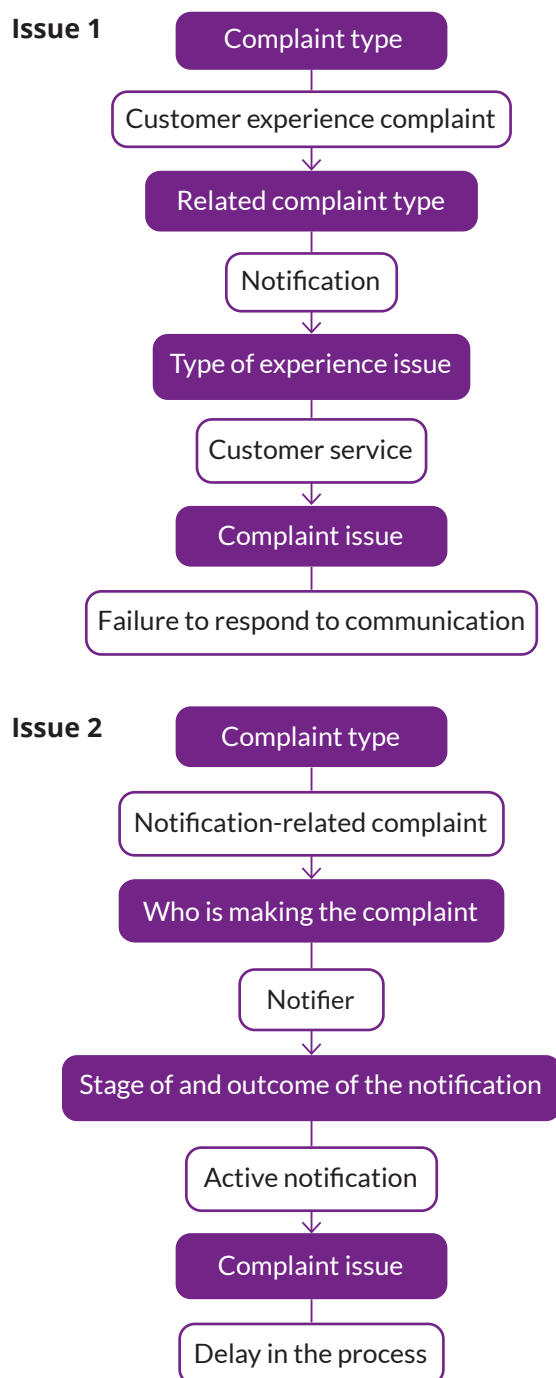 Issue 1
Complaint type
Customer experience complaint
Related complaint type
Notification
Type of experience issue
Customer service
Complaint issue
Failure to respond to communication
Issue 2
Complaint type
Notification-related complaint
Who is making the complaint
Notifier
Stage of and outcome of the notification
Active notification
Complaint issue
Delay in the process